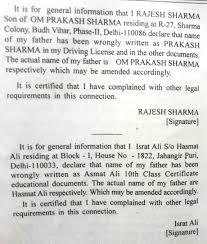 It is for general information that I RAJESH SHARMA
Son of OM PRAKASH SHARMA residing at R-27, Sharma
Colony, Budh Vihar, Phase-II, Delhi-110086 declare that name
of my father has been wrongly written as PRAKASH
SHARMA in my Driving License and in the other documents.
The actual name of my father is OM PRAKASH SHARMA
respectively which may be amended accordingly.
It is certified that I have complained with other legal
requirements in this connection.
RAJESH SHARMA
[Signature]
It is for general information that I Israt Ali S/o Hasmat
Ali residing at Block - I, House No - 1822, Jahangir Puri,
Delhi-110033, declare that name of my father has been
wrongly written as Asmat Ali 10th Class Certificate
educational documents. The actual name of my father are
Hasmat Ali respectively. Which may be amended accordingly.
It is certified that I have complained with other legal
requirements in this connection.
Israt Ali
[Signature]